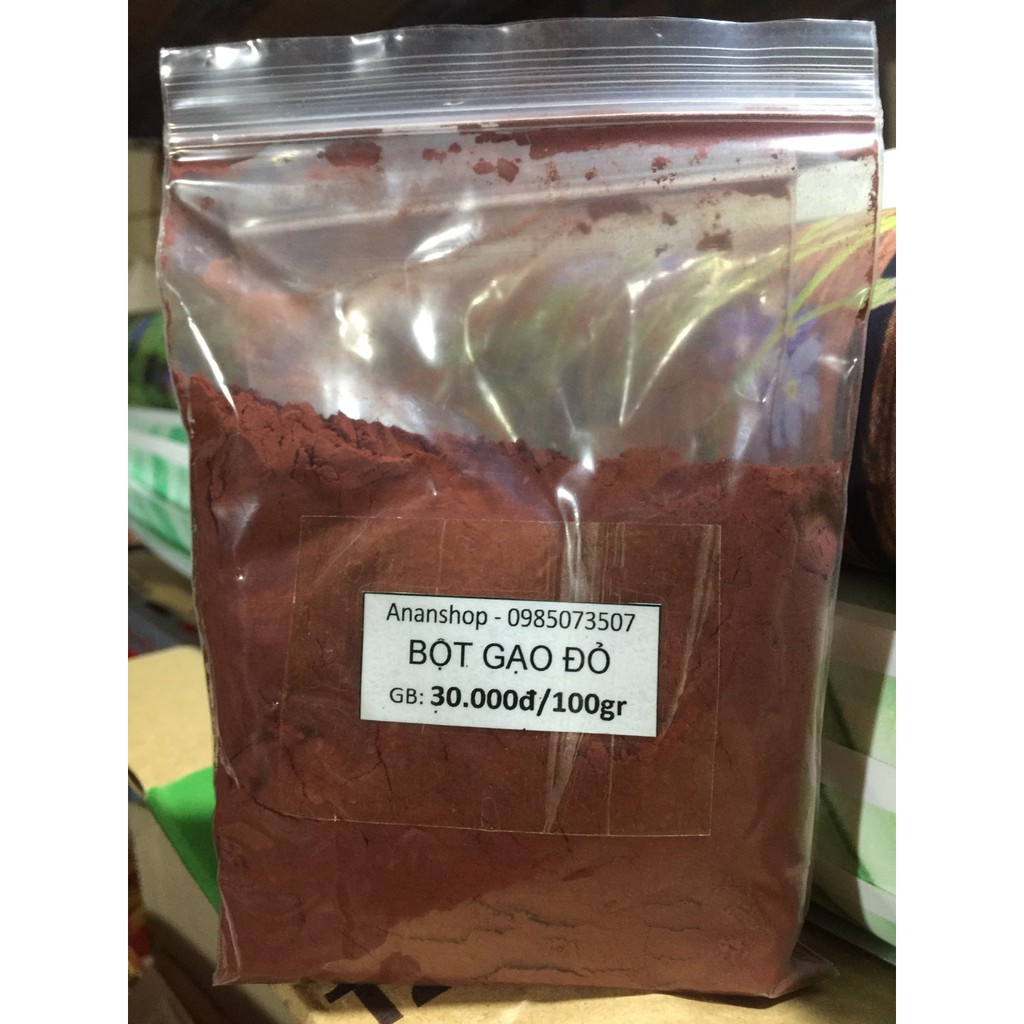 Ananshop - 0985073507
BỘT GẠO ĐỎ
GB: 30.000đ/100gr